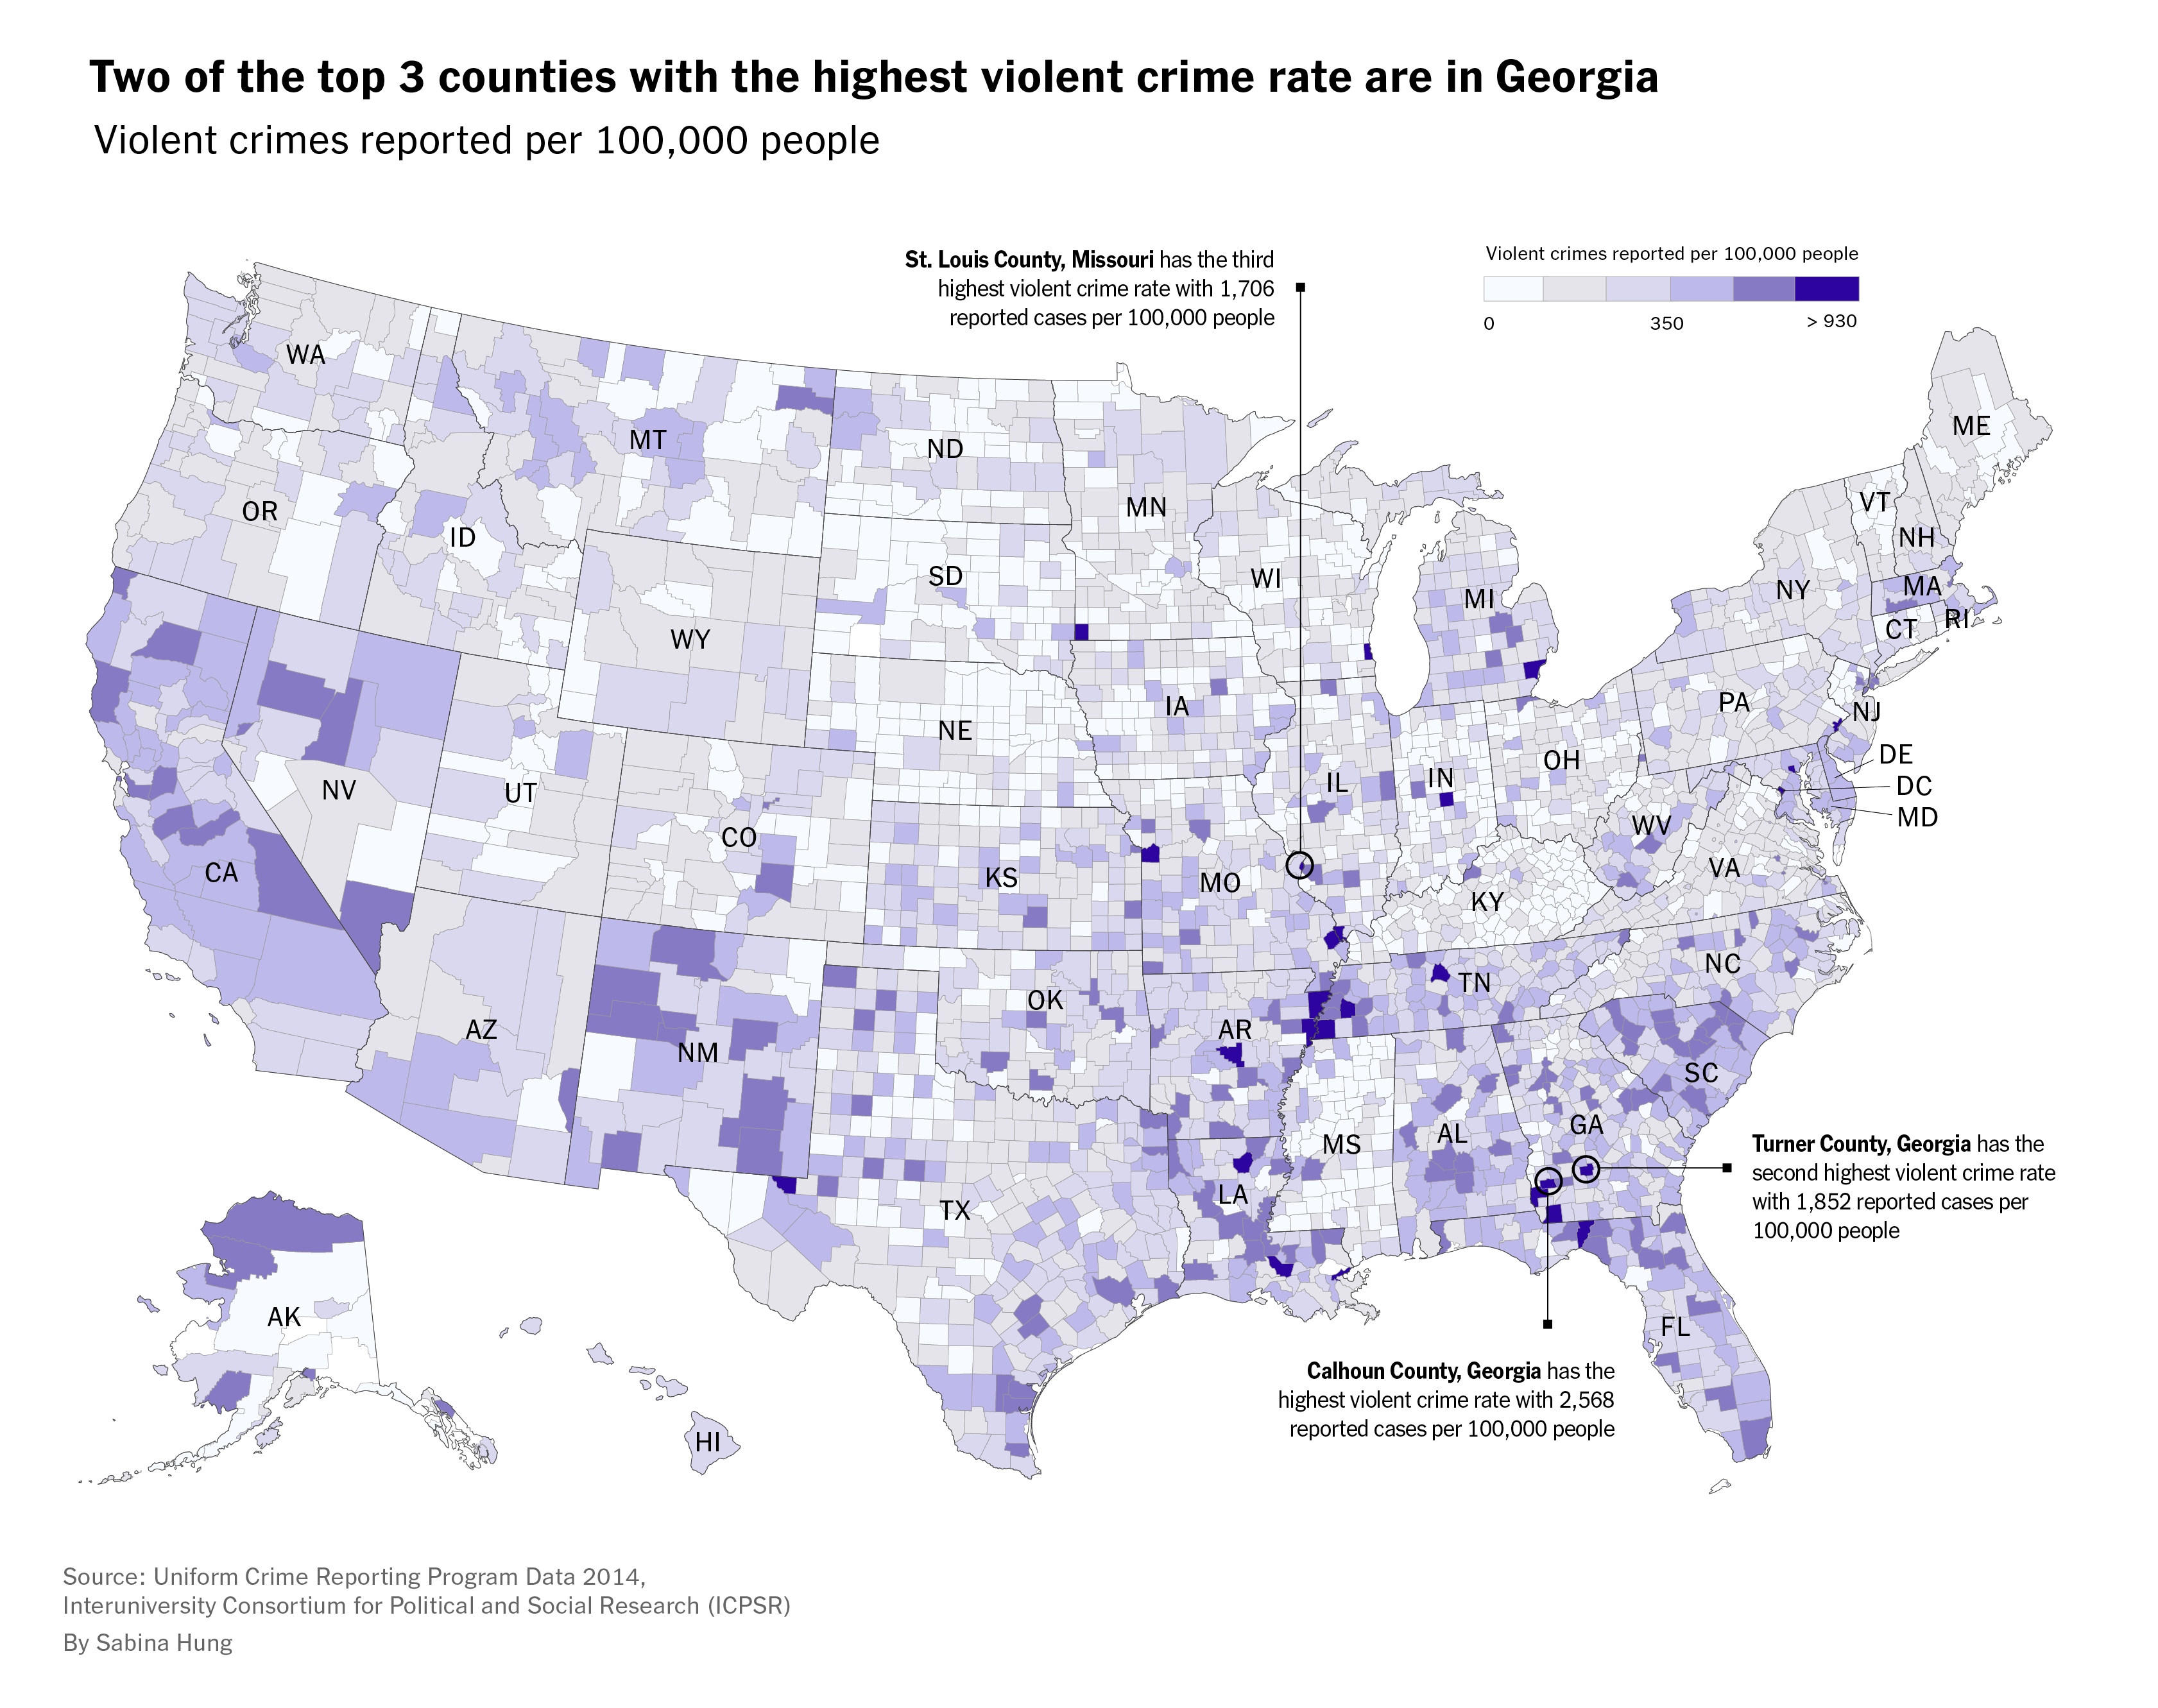 Two of the top 3 counties with the highest violent crime rate are in Georgia
Violent crimes reported per 100,000 people
St. Louis County, Missouri has the third
highest violent crime rate with 1,706
reported cases per 100,000 people
Violent crimes reported per 100,000 people
0
350
> 930
WA
MT
ND
MN
ME
OR
ID
SD
WI
MI
VT
NH
NY
MA
RI
CT
WY
NE
IA
PA
NJ
OH
DE
NV
UT
CO
IL
IN
DC
MD
CA
KS
MO
KY
WV
VA
AZ
NM
OK
AR
TN
NC
SC
TX
LA
MS
AL
GA
Turner County, Georgia has the
second highest violent crime rate
with 1,852 reported cases per
100,000 people
AK
HI
FL
Calhoun County, Georgia has the
highest violent crime rate with 2,568
reported cases per 100,000 people
Source: Uniform Crime Reporting Program Data 2014,
Interuniversity Consortium for Political and Social Research (ICPSR)
By Sabina Hung